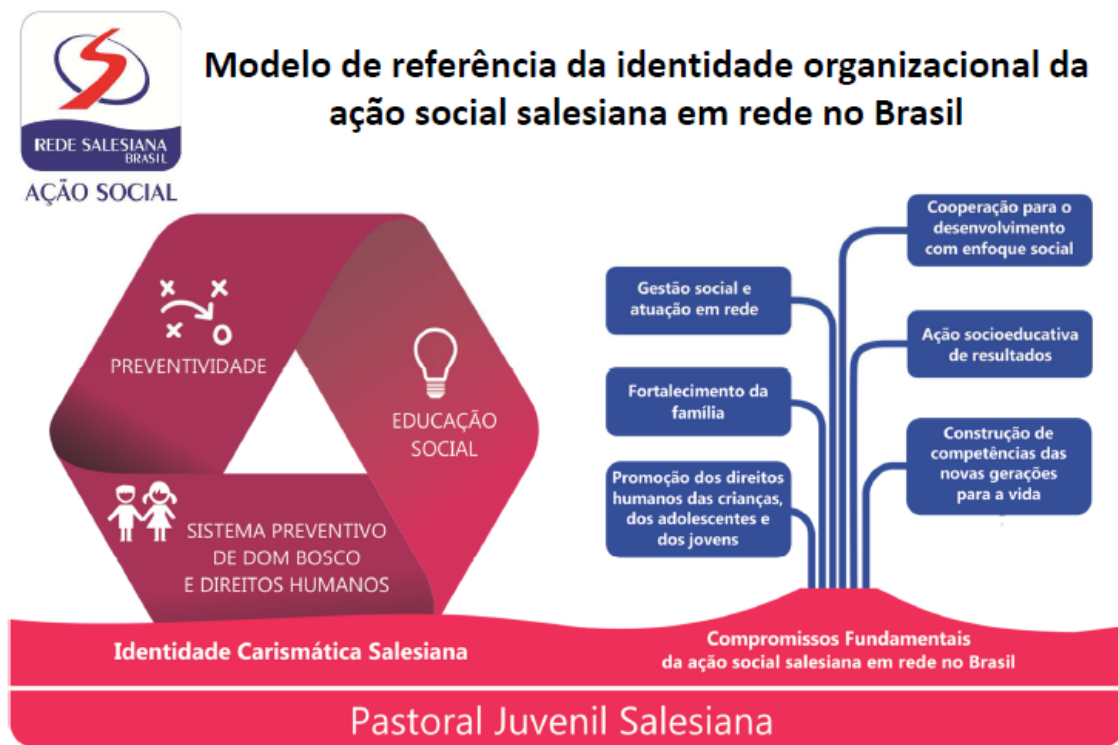 Modelo de referência da identidade organizacional da
ação social salesiana em rede no Brasil
REDE SALESIANA
BRASIL
AÇÃO SOCIAL
PREVENTIVIDADE
EDUCAÇÃO
SOCIAL
SISTEMA PREVENTIVO
DE DOM BOSCO
E DIREITOS HUMANOS
Cooperação para o
desenvolvimento
com enfoque social
Gestão social e
atuação em rede
Ação socioeducativa
de resultados
Fortalecimento da
família
Construção de
competências das
novas gerações
para a vida
Promoção dos direitos
humanos das crianças,
dos adolescentes e
dos jovens
Identidade Carismática Salesiana
Compromissos Fundamentais
da ação social salesiana em rede no Brasil
Pastoral Juvenil Salesiana